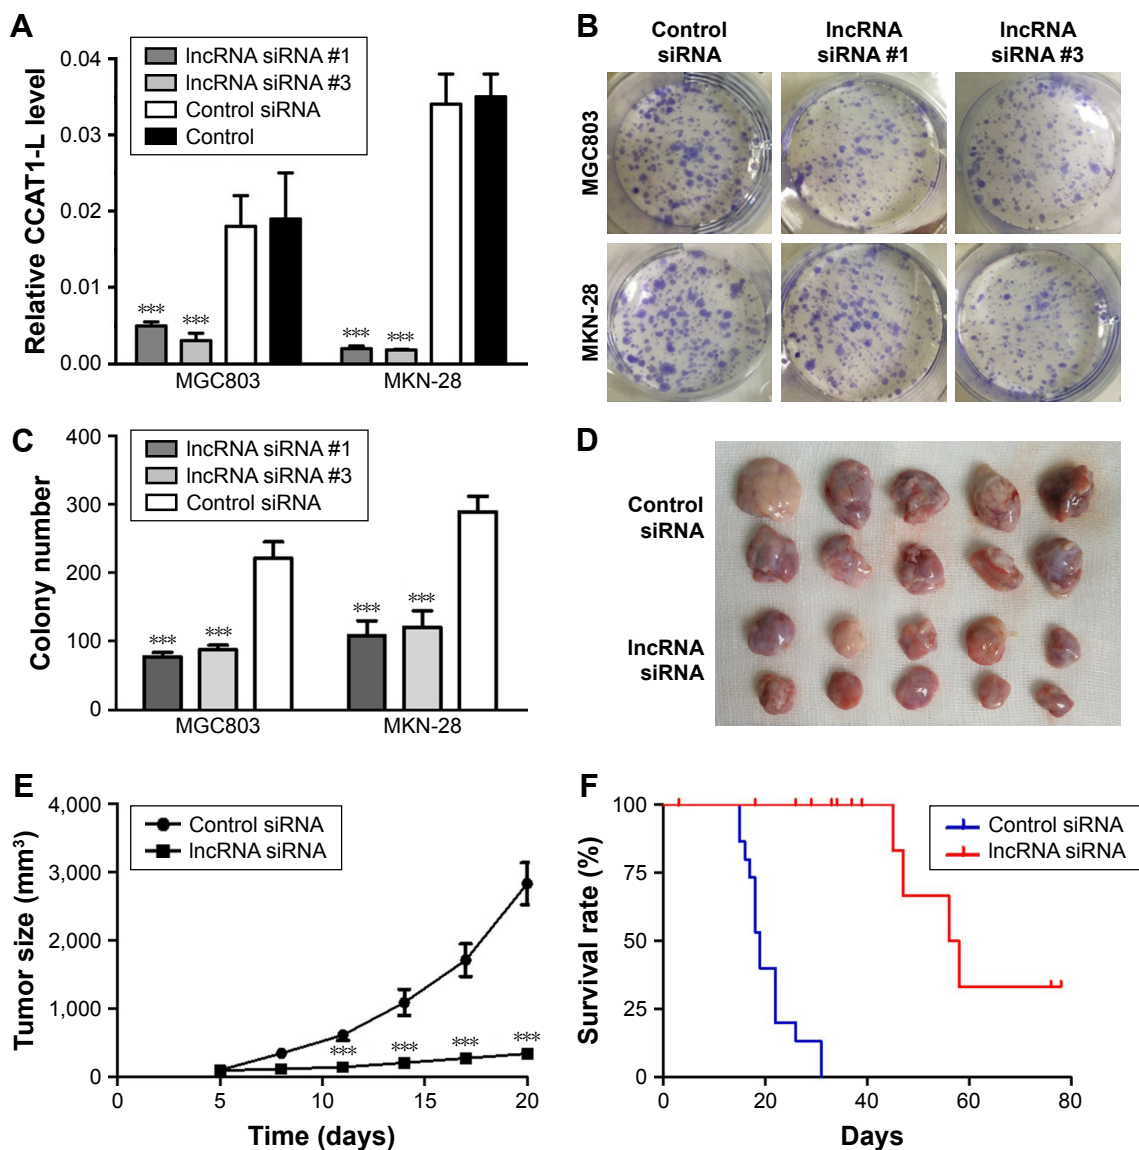 A
lncRNA siRNA #1
lncRNA siRNA #3
Control siRNA
Control
Relative CCAT1-L level
0.04
0.03
0.02
0.01
0.00
***
***
***
***
MGC803
MKN-28
B
Control
siRNA
lncRNA
siRNA #1
lncRNA
siRNA #3
MGC803
MKN-28
C
lncRNA siRNA #1
lncRNA siRNA #3
Control siRNA
Colony number
400
300
200
100
0
***
***
***
***
MGC803
MKN-28
D
Control
siRNA
lncRNA
siRNA
E
Control siRNA
lncRNA siRNA
Tumor size (mm³)
4,000
3,000
2,000
1,000
0
***
***
***
***
0
5
10
15
20
Time (days)
F
Control siRNA
lncRNA siRNA
Survival rate (%)
100
75
50
25
0
0
20
40
60
80
Days